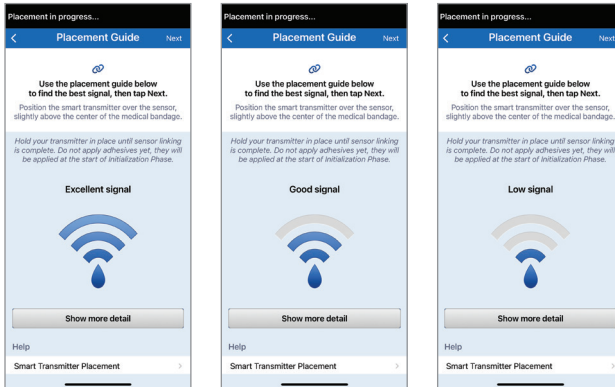 Placement in progress...
Placement Guide Next
Use the placement guide below
to find the best signal, then tap Next.
Position the smart transmitter over the sensor,
slightly above the center of the medical bandage.
Hold your transmitter in place until sensor linking
is complete. Do not apply adhesives yet, they will
be applied at the start of Initialization Phase.
Excellent signal
Show more detail
Help
Smart Transmitter Placement
Placement in progress...
Placement Guide Next
Use the placement guide below
to find the best signal, then tap Next.
Position the smart transmitter over the sensor,
slightly above the center of the medical bandage.
Hold your transmitter in place until sensor linking
is complete. Do not apply adhesives yet, they will
be applied at the start of Initialization Phase.
Good signal
Show more detail
Help
Smart Transmitter Placement
Placement in progress...
Placement Guide Next
Use the placement guide below
to find the best signal, then tap Next.
Position the smart transmitter over the sensor,
slightly above the center of the medical bandage.
Hold your transmitter in place until sensor linking
is complete. Do not apply adhesives yet, they will
be applied at the start of Initialization Phase.
Low signal
Show more detail
Help
Smart Transmitter Placement